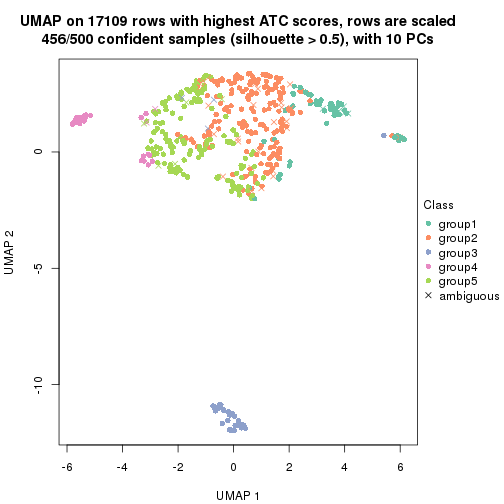 UMAP on 17109 rows with highest ATC scores, rows are scaled
456/500 confident samples (silhouette > 0.5), with 10 PCs
0
-5
-10
UMAP 2
-6 -4 -2 0 2 4 6
UMAP 1
Class
group1
group2
group3
group4
group5
ambiguous